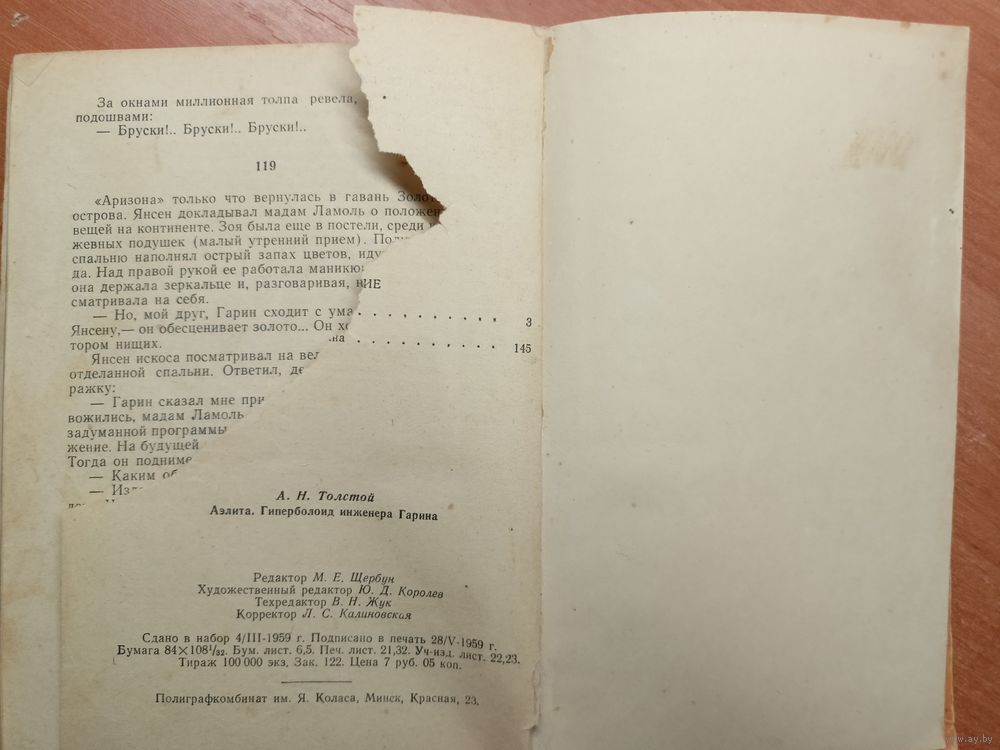 За окнами миллионная толпа ревела,
подошвами:
— Бруски!.. Бруски!.. Бруски!..
119
«Аризона» только что вернулась в гавань
острова. Янсен докладывал мадам Ламоль о
вещей на континенте. Зоя была еще в постели, среди
жевных подушек (малый утренний прием).
спальню наполнял острый запах цветов,
да. Над правой рукой ее работала
она держала зеркальце и, разговаривая,
НИЕ
сматривала на себя.
— Но, мой друг, Гарин сходит с ума
. . . . . . . . . . 3
Янсену,— он обесценивает золото... Он
на . . . . . . . . . . 145
тором нищих.
Янсен искоса посматривал на
отделанной спальни. Ответил,
ражку:
— Гарин сказал мне при
вожились, мадам Ламоль
задуманной программы
жение. На будущей
Тогда он
— Каким
А. Н. Толстой
Аэлита. Гиперболоид инженера Гарина
Редактор М. Е. Щербун
Художественный редактор Ю. Д. Королев
Техредактор В. Н. Жук
Корректор Л. С. Калиновская
Сдано в набор 4/III-1959 г. Подписано в печать 28/V-1959 г.
Бумага 84×108¹/₃₂. Бум. лист. 6,5. Печ. лист. 21,32. Уч-изд. лист. 22,23.
Тираж 100 000 экз. Зак. 122. Цена 7 руб. 05 коп.
Полиграфкомбинат им. Я. Коласа, Минск, Красная, 23.
www.ay.by